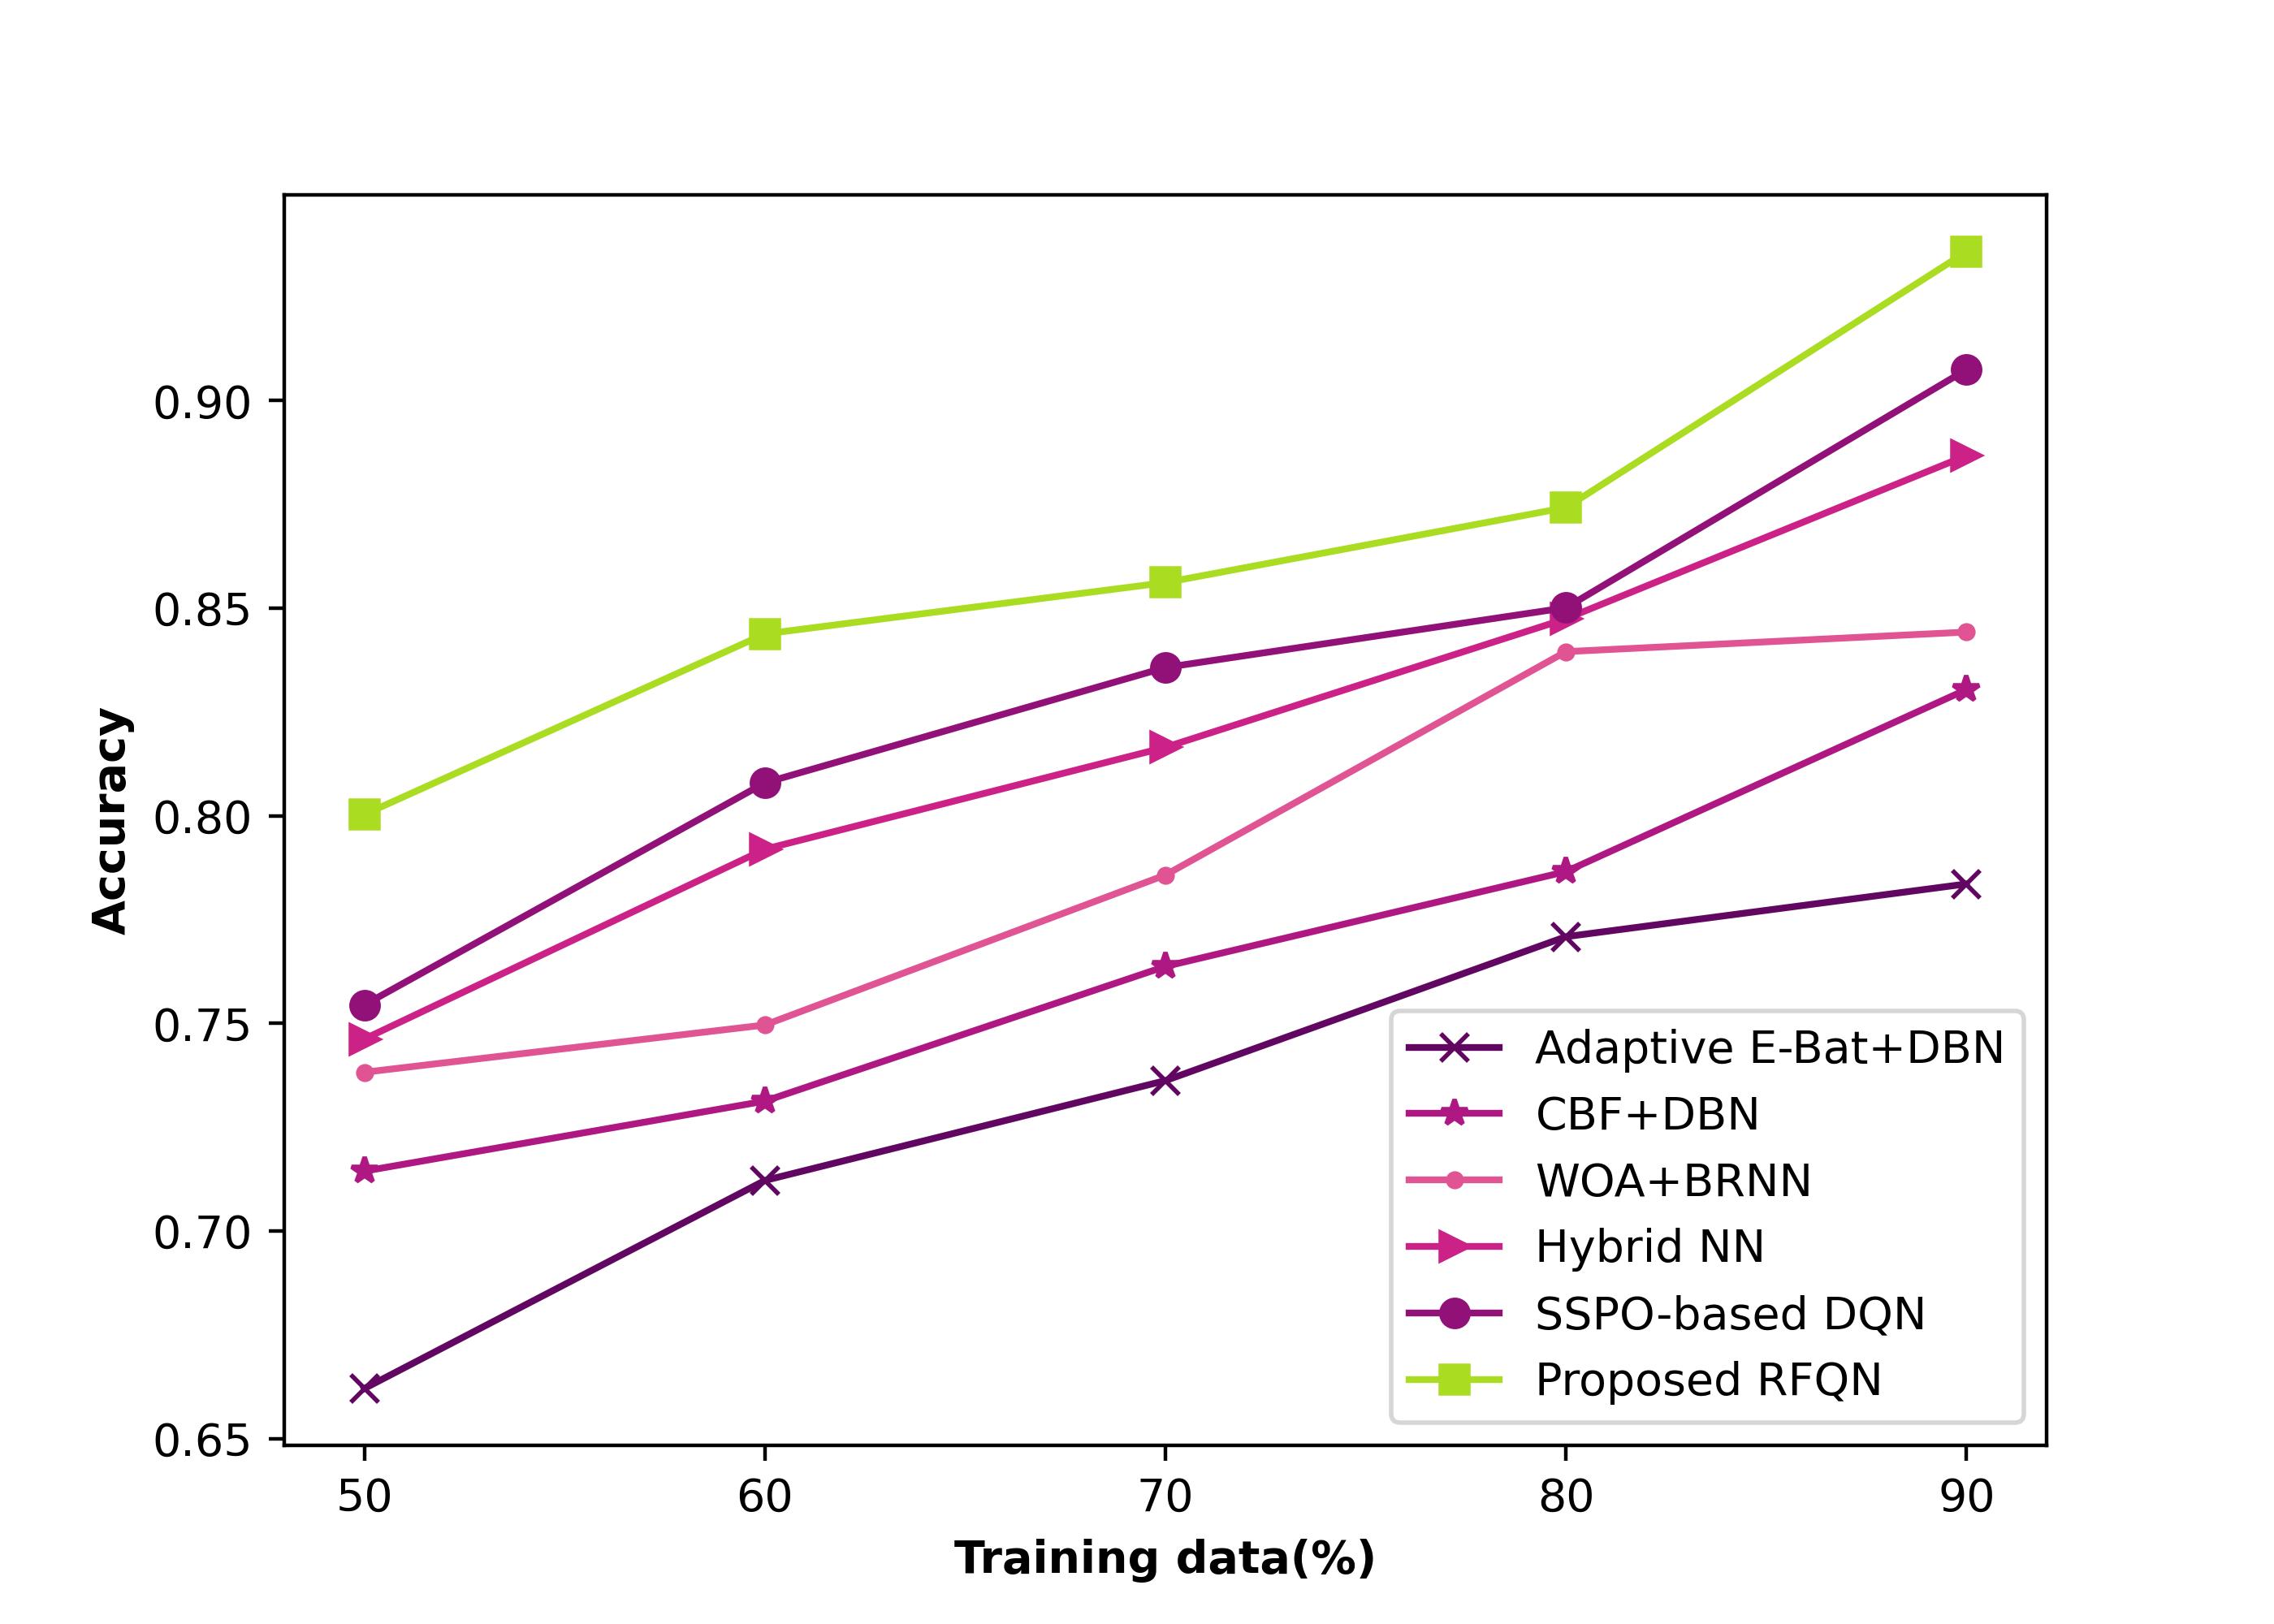 Accuracy
0.90
0.85
0.80
0.75
0.70
0.65
50 60 70 80 90
Training data(%)
Adaptive E-Bat+DBN
CBF+DBN
WOA+BRNN
Hybrid NN
SSPO-based DQN
Proposed RFQN